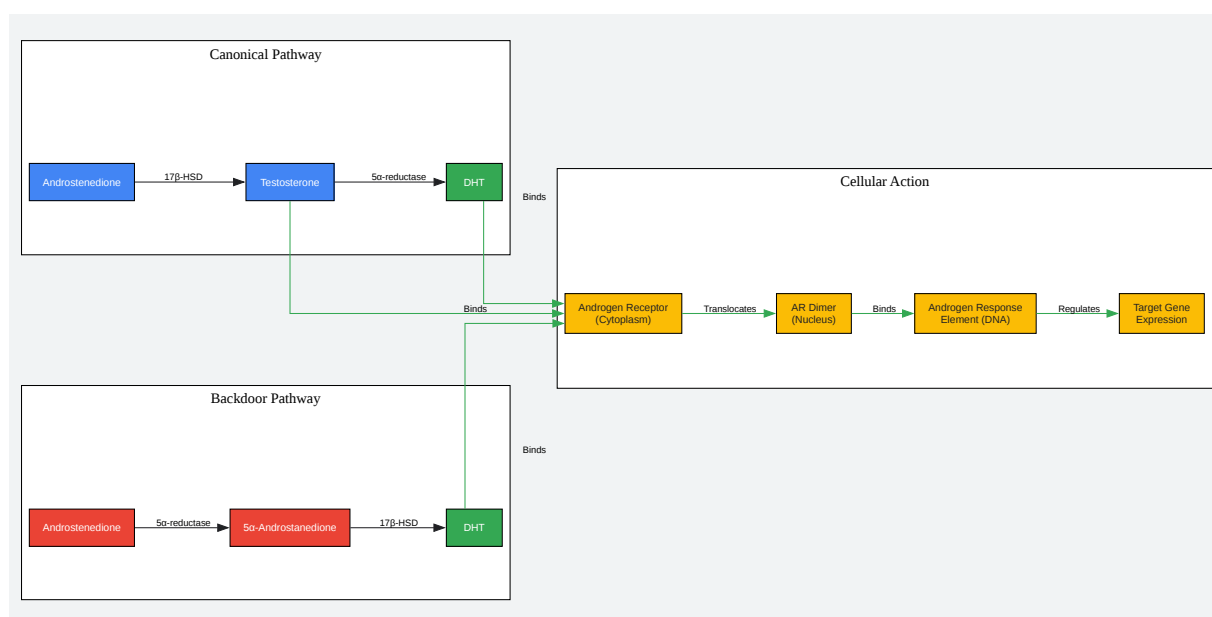 Canonical Pathway
Androstenedione
17β-HSD
Testosterone
5α-reductase
DHT
Binds
Binds
Cellular Action
Androgen Receptor
(Cytoplasm)
Translocates
AR Dimer
(Nucleus)
Binds
Androgen Response
Element (DNA)
Regulates
Target Gene
Expression
Backdoor Pathway
Binds
Androstenedione
5α-reductase
5α-Androstanedione
17β-HSD
DHT